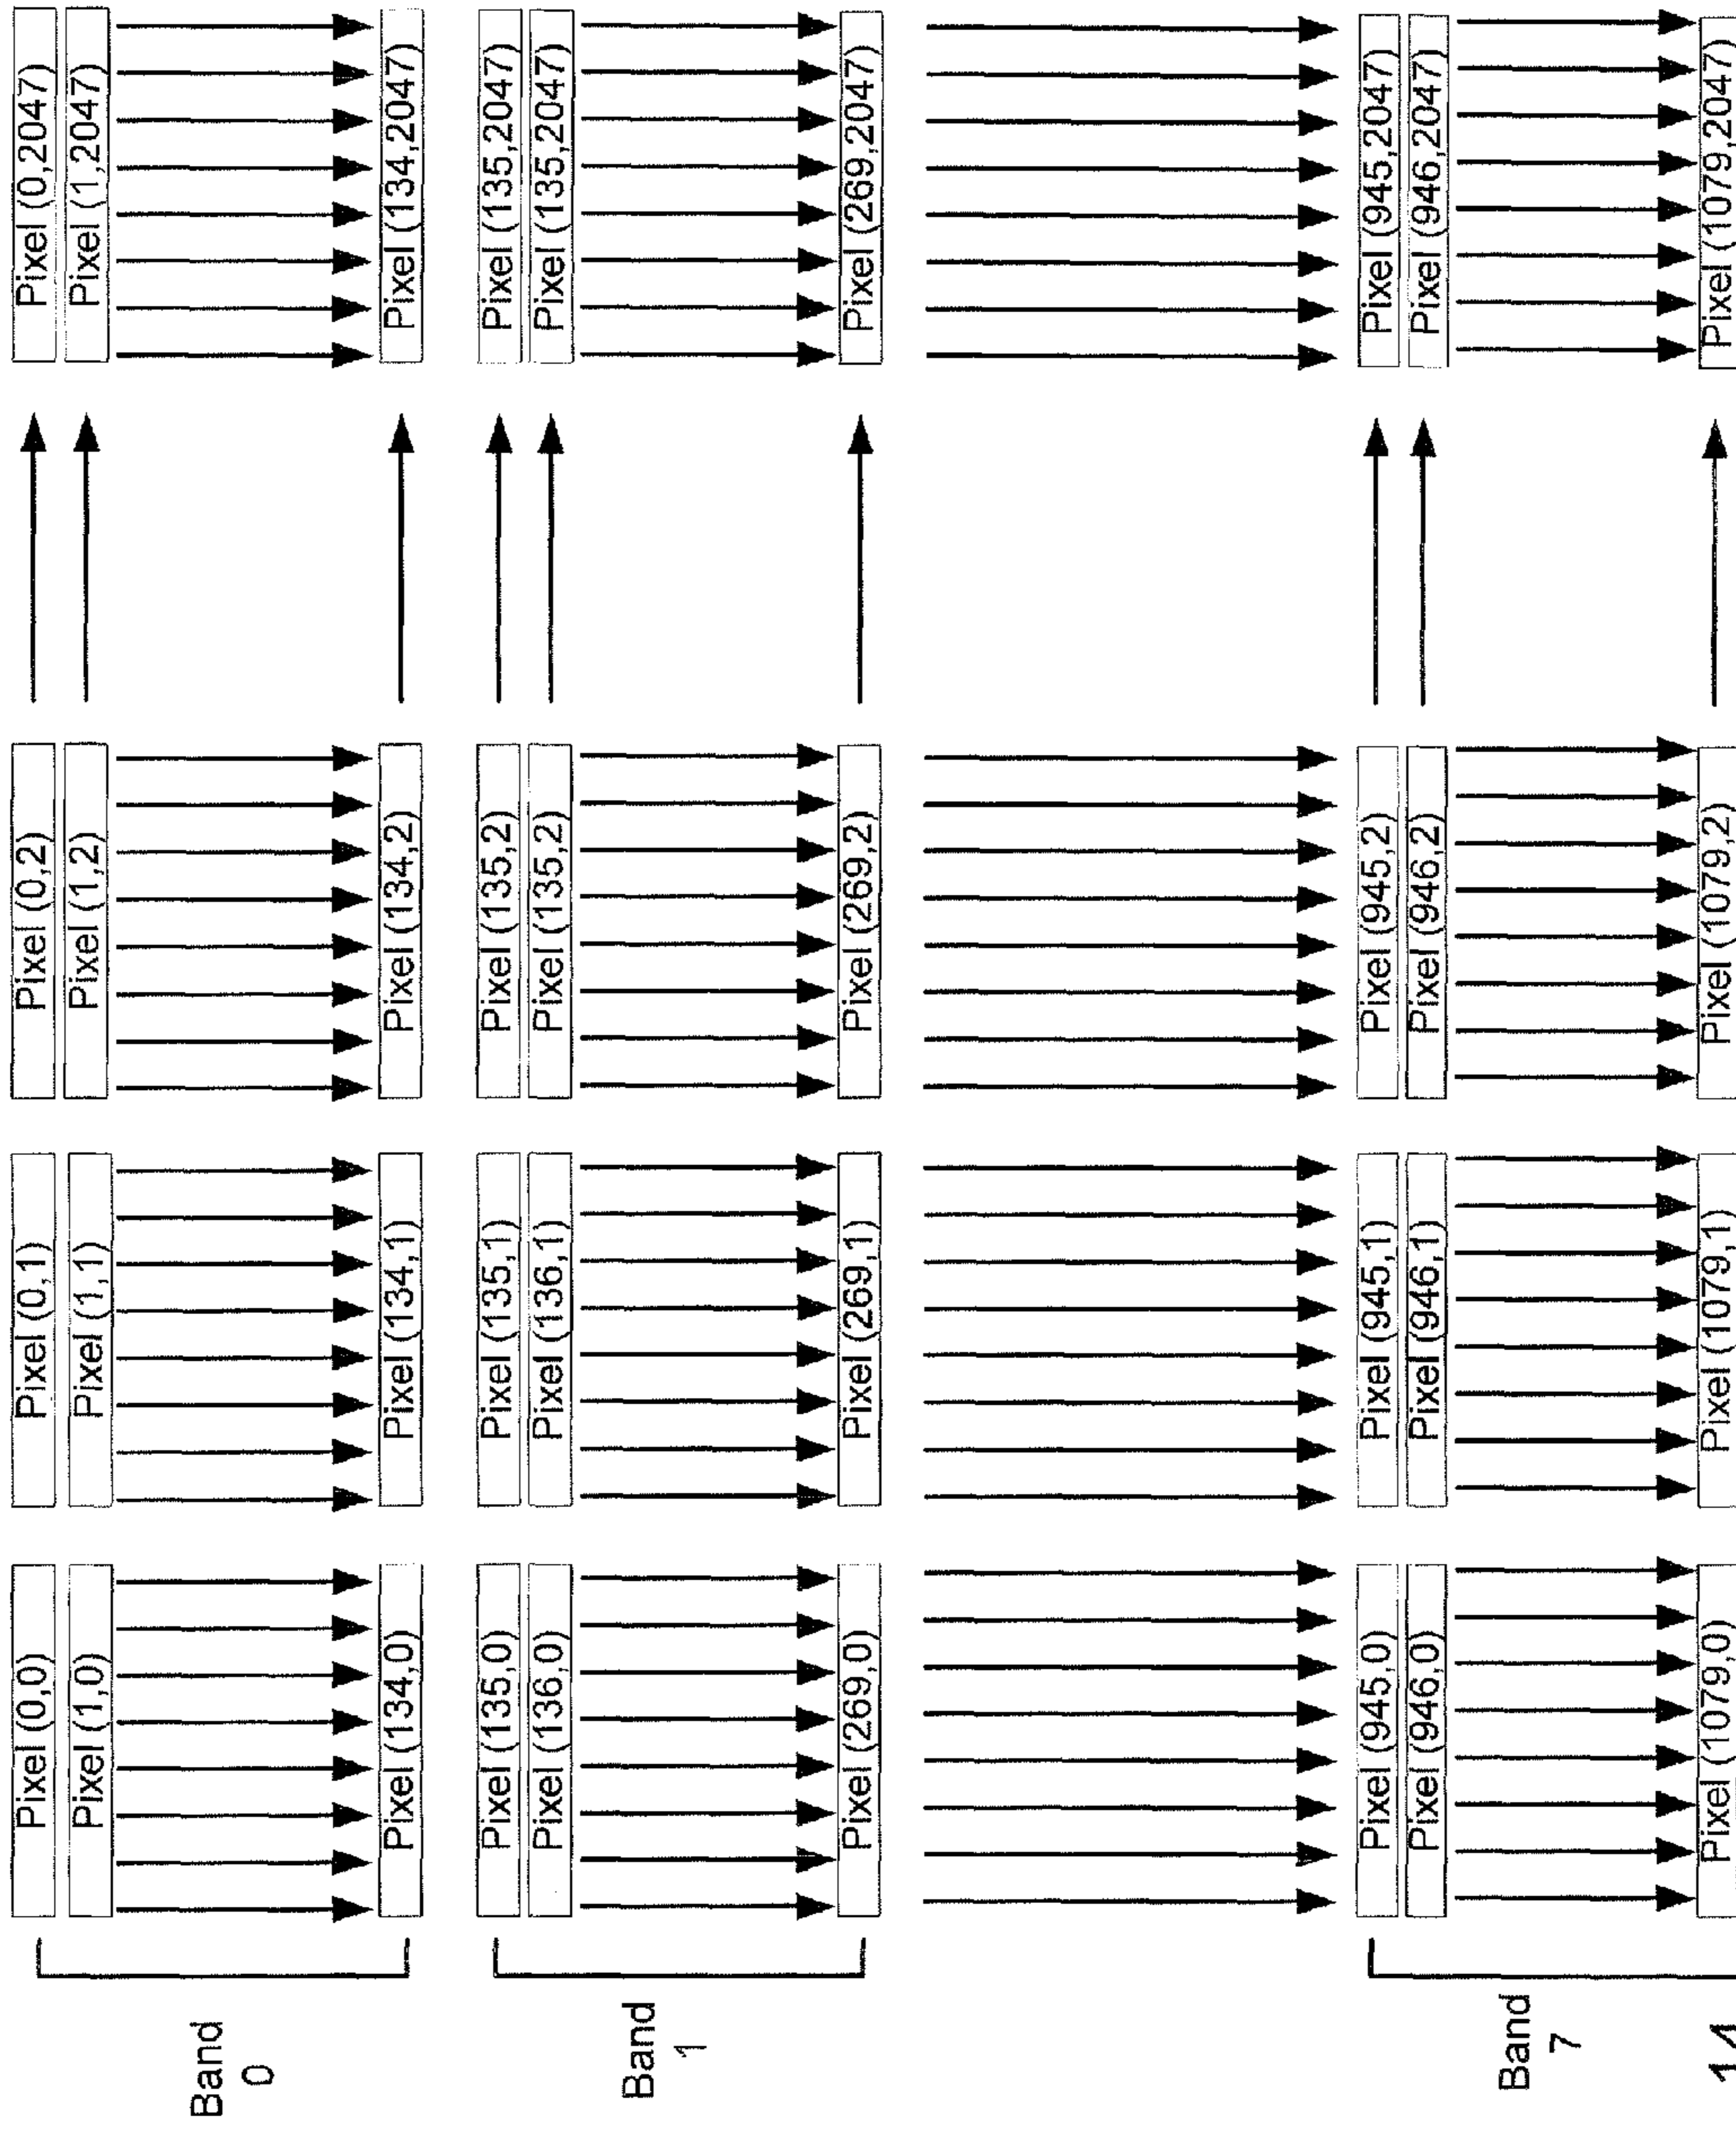 Pixel (0,0) Pixel (0,1) Pixel (0,2) Pixel (0,2047)
Pixel (1,0) Pixel (1,1) Pixel (1,2) Pixel (1,2047)
Band
0
Pixel (134,0) Pixel (134,1) Pixel (134,2) Pixel (134,2047)
Pixel (135,0) Pixel (135,1) Pixel (135,2) Pixel (135,2047)
Pixel (136,0) Pixel (136,1) Pixel (135,2) Pixel (135,2047)
Band
1
Pixel (269,0) Pixel (269,1) Pixel (269,2) Pixel (269,2047)
Pixel (945,0) Pixel (945,1) Pixel (945,2) Pixel (945,2047)
Pixel (946,0) Pixel (946,1) Pixel (946,2) Pixel (946,2047)
Band
7
Pixel (1079,0) Pixel (1079,1) Pixel (1079,2) Pixel (1079,2047)